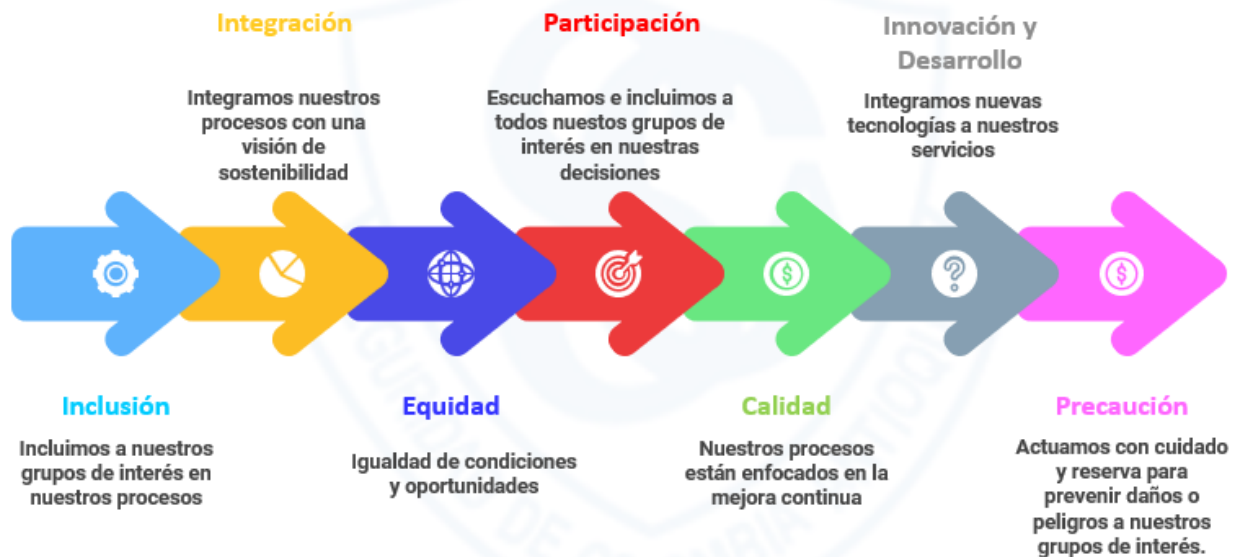 Integración
Integramos nuestros
procesos con una
visión de
sostenibilidad
Participación
Escuchamos e incluimos a
todos nuestos grupos de
interés en nuestras
decisiones
Innovación y
Desarrollo
Integramos nuevas
tecnologías a nuestros
servicios
Inclusión
Incluimos a nuestros
grupos de interés en
nuestros procesos
Equidad
Igualdad de condiciones
y oportunidades
Calidad
Nuestros procesos
están enfocados en la
mejora continua
Precaución
Actuamos con cuidado
y reserva para
prevenir daños o
peligros a nuestros
grupos de interés.